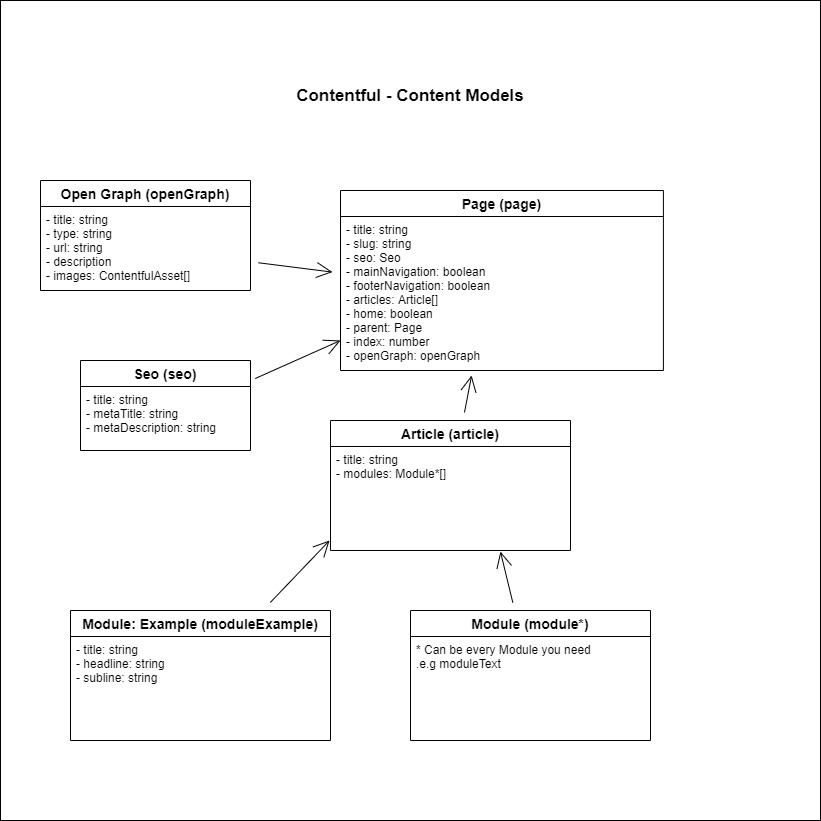 Contentful - Content Models
Open Graph (openGraph)
- title: string
- type: string
- url: string
- description
- images: ContentfulAsset[]
Page (page)
- title: string
- slug: string
- seo: Seo
- mainNavigation: boolean
- footerNavigation: boolean
- articles: Article[]
- home: boolean
- parent: Page
- index: number
- openGraph: openGraph
Seo (seo)
- title: string
- metaTitle: string
- metaDescription: string
Article (article)
- title: string
- modules: Module*[]
Module: Example (moduleExample)
- title: string
- headline: string
- subline: string
Module (module*)
* Can be every Module you need
.e.g moduleText